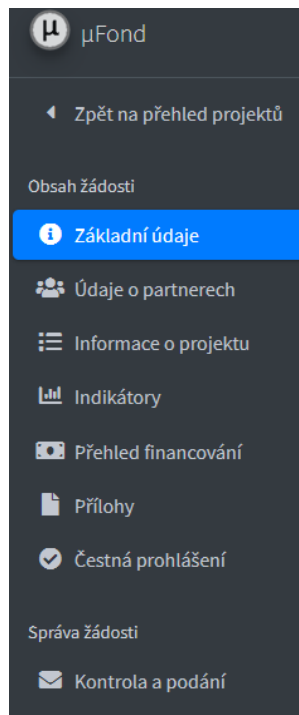 µ µFond
Zpět na přehled projektů
Obsah žádosti
Základní údaje
Údaje o partnerech
Informace o projektu
Indikátory
Přehled financování
Přílohy
Čestná prohlášení
Správa žádosti
Kontrola a podání